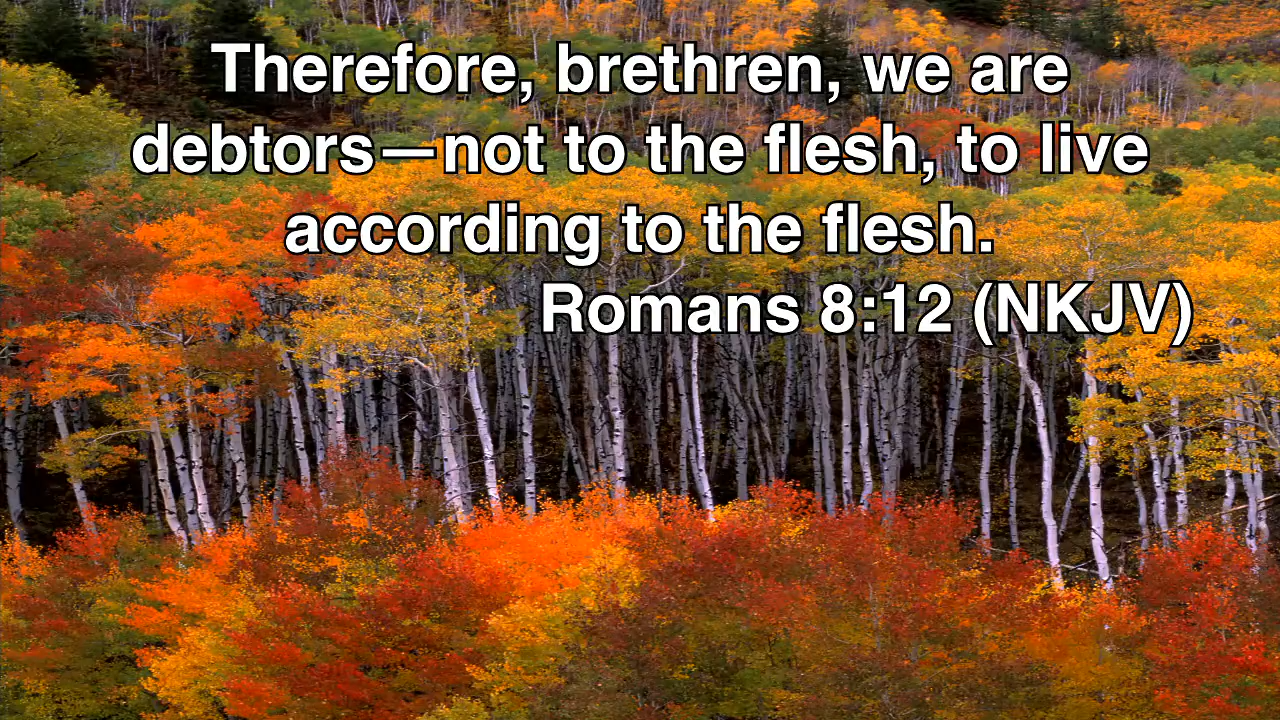 Therefore, brethren, we are
debtors—not to the flesh, to live
according to the flesh.
Romans 8:12 (NKJV)